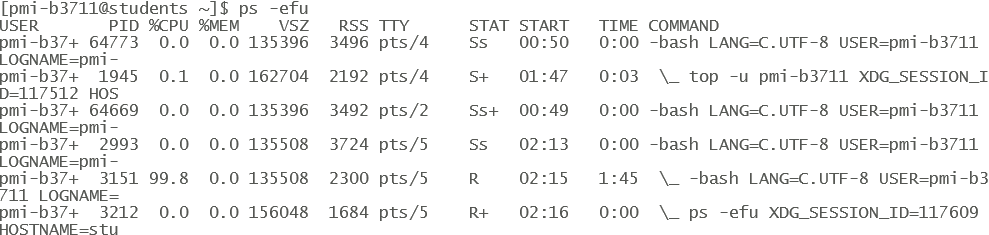 [pmi-b3711@students ~]$ ps -efu
USER       PID %CPU %MEM    VSZ   RSS TTY      STAT START   TIME COMMAND
pmi-b37+ 64773  0.0  0.0 135396  3496 pts/4    Ss   00:50   0:00 -bash LANG=C.UTF-8 USER=pmi-b3711
LOGNAME=pmi-
pmi-b37+  1945  0.1  0.0 162704  2192 pts/4    S+   01:47   0:03  \_ top -u pmi-b3711 XDG_SESSION_I
D=117512 HOS
pmi-b37+ 64669  0.0  0.0 135396  3492 pts/2    Ss+  00:49   0:00 -bash LANG=C.UTF-8 USER=pmi-b3711
LOGNAME=pmi-
pmi-b37+  2993  0.0  0.0 135508  3724 pts/5    Ss   02:13   0:00 -bash LANG=C.UTF-8 USER=pmi-b3711
LOGNAME=pmi-
pmi-b37+  3151 99.8  0.0 135508  2300 pts/5    R    02:15   1:45  \_ -bash LANG=C.UTF-8 USER=pmi-b3
711 LOGNAME=
pmi-b37+  3212  0.0  0.0 156048  1684 pts/5    R+   02:16   0:00  \_ ps -efu XDG_SESSION_ID=117609
HOSTNAME=stu